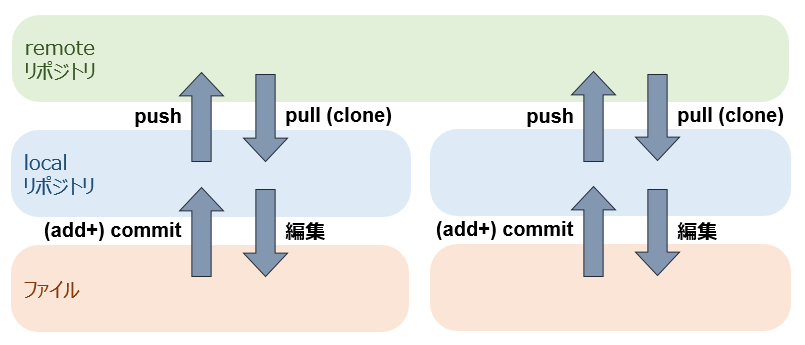 remote
リポジトリ
push
pull (clone)
push
pull (clone)
local
リポジトリ
(add+) commit
編集
(add+) commit
編集
ファイル